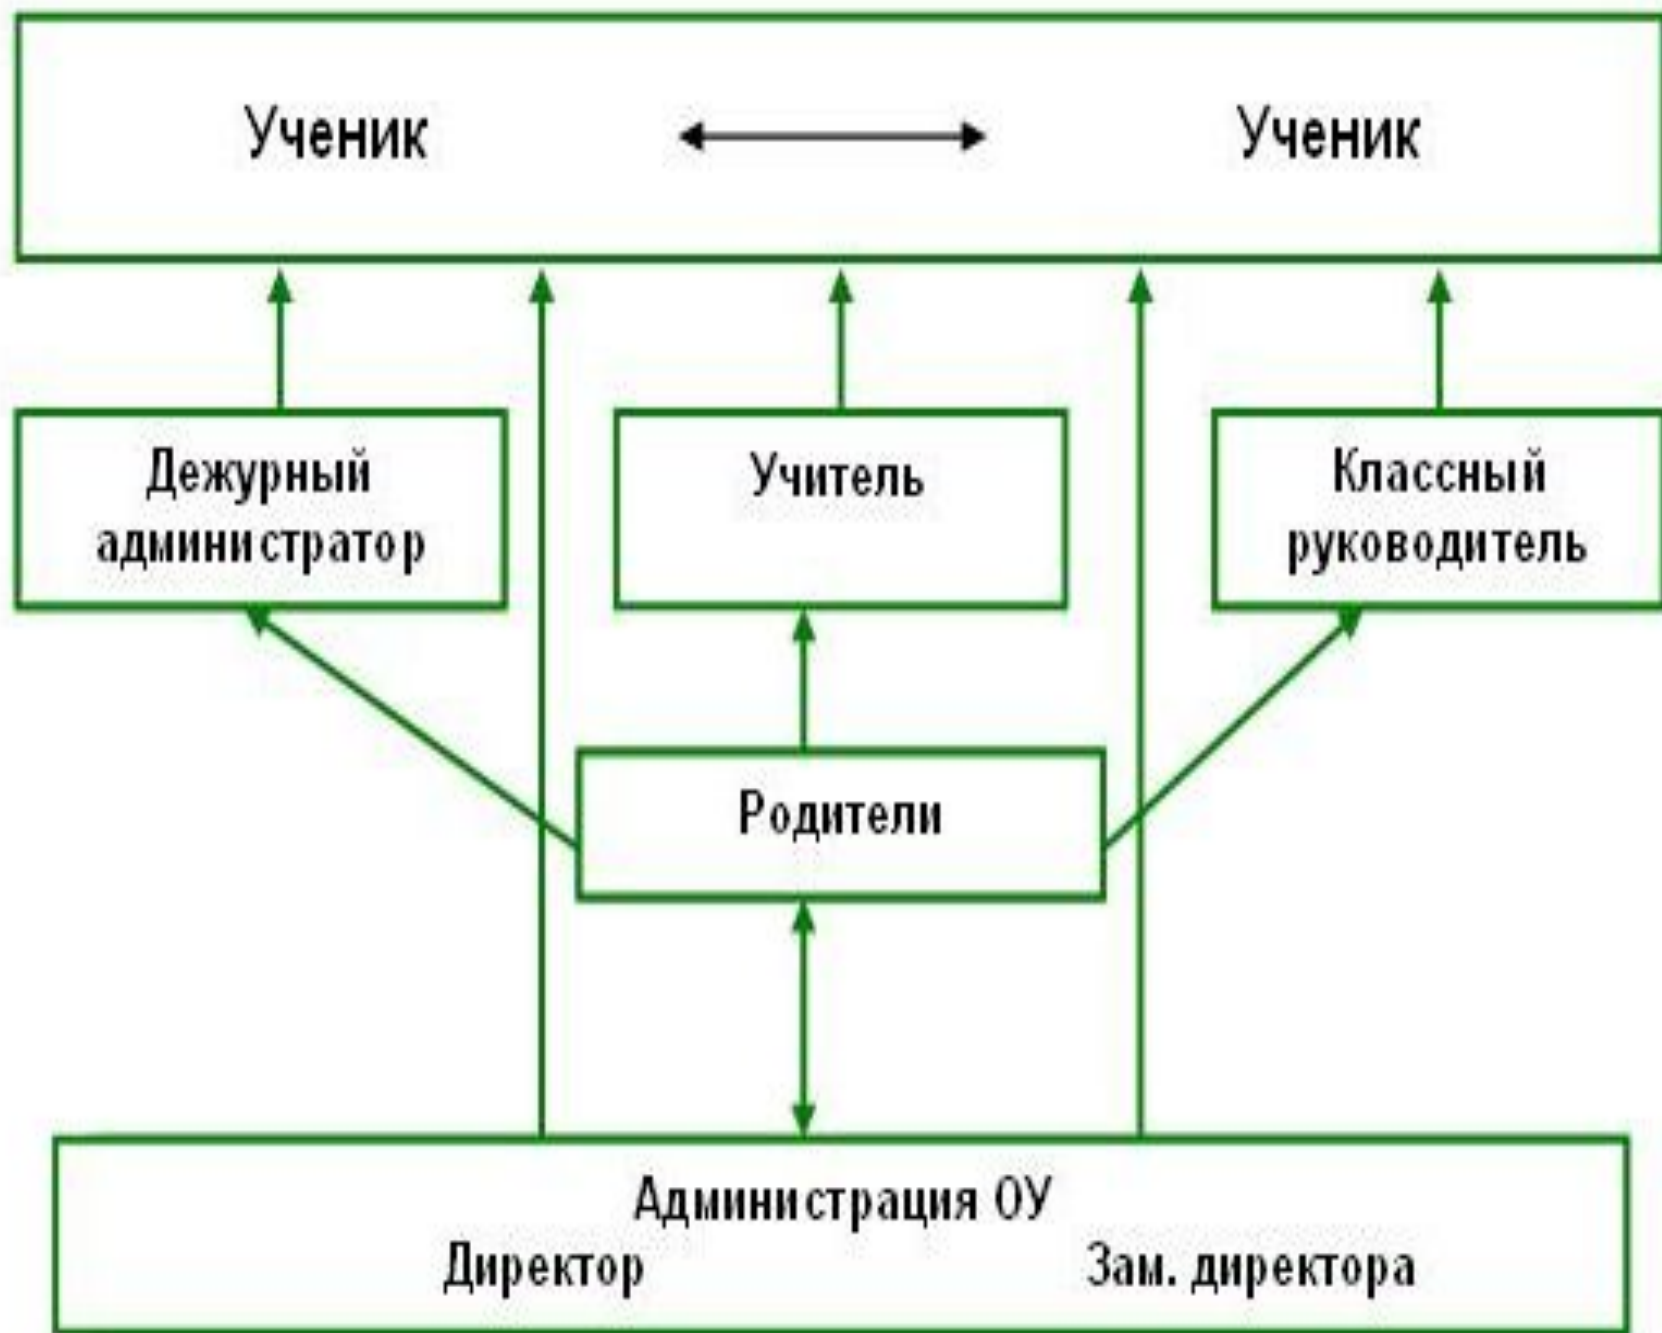 Ученик Ученик
Дежурный
администратор
Учитель
Классный
руководитель
Родители
Администрация ОУ
Директор Зам. директора